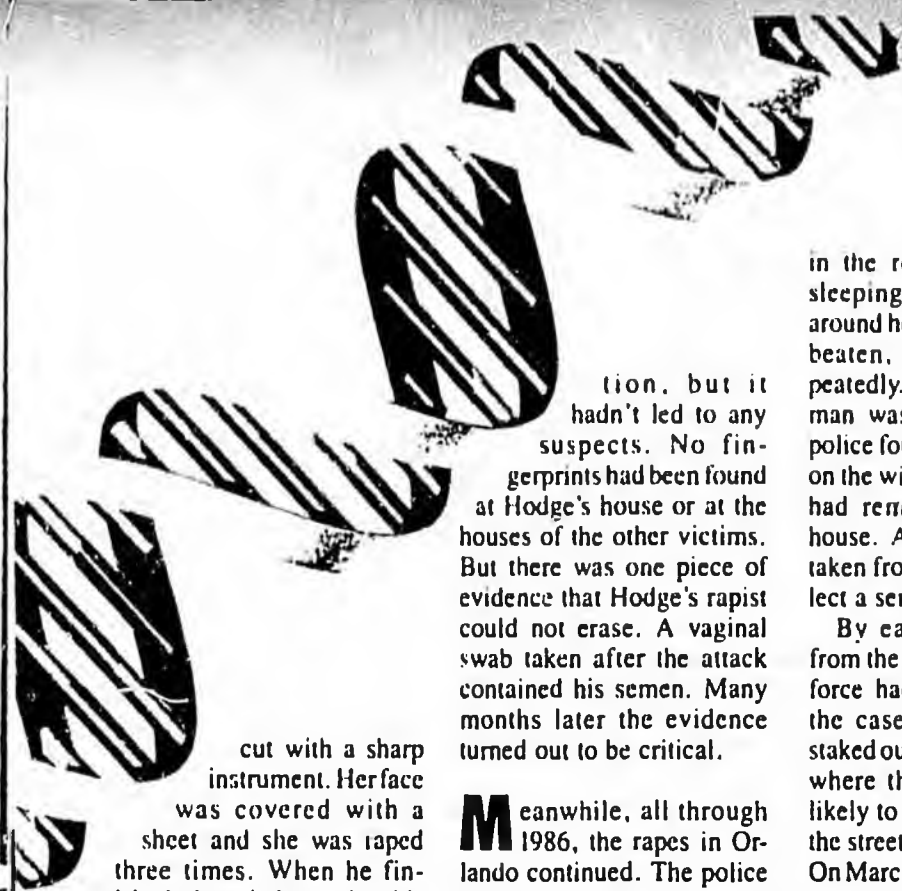 cut with a sharp
instrument. Her face
was covered with a
sheet and she was raped
three times. When he fin-
tion, but it
hadn't led to any
suspects. No fin-
gerprints had been found
at Hodge's house or at the
houses of the other victims.
But there was one piece of
evidence that Hodge's rapist
could not erase. A vaginal
swab taken after the attack
contained his semen. Many
months later the evidence
turned out to be critical.
Meanwhile, all through
1986, the rapes in Or-
lando continued. The police
in the
sleeping
around
beaten,
peatedly.
man was
police
on the
had
house. A
taken
lect a
By
from the
force
the case
staked
where
likely to
the street
On